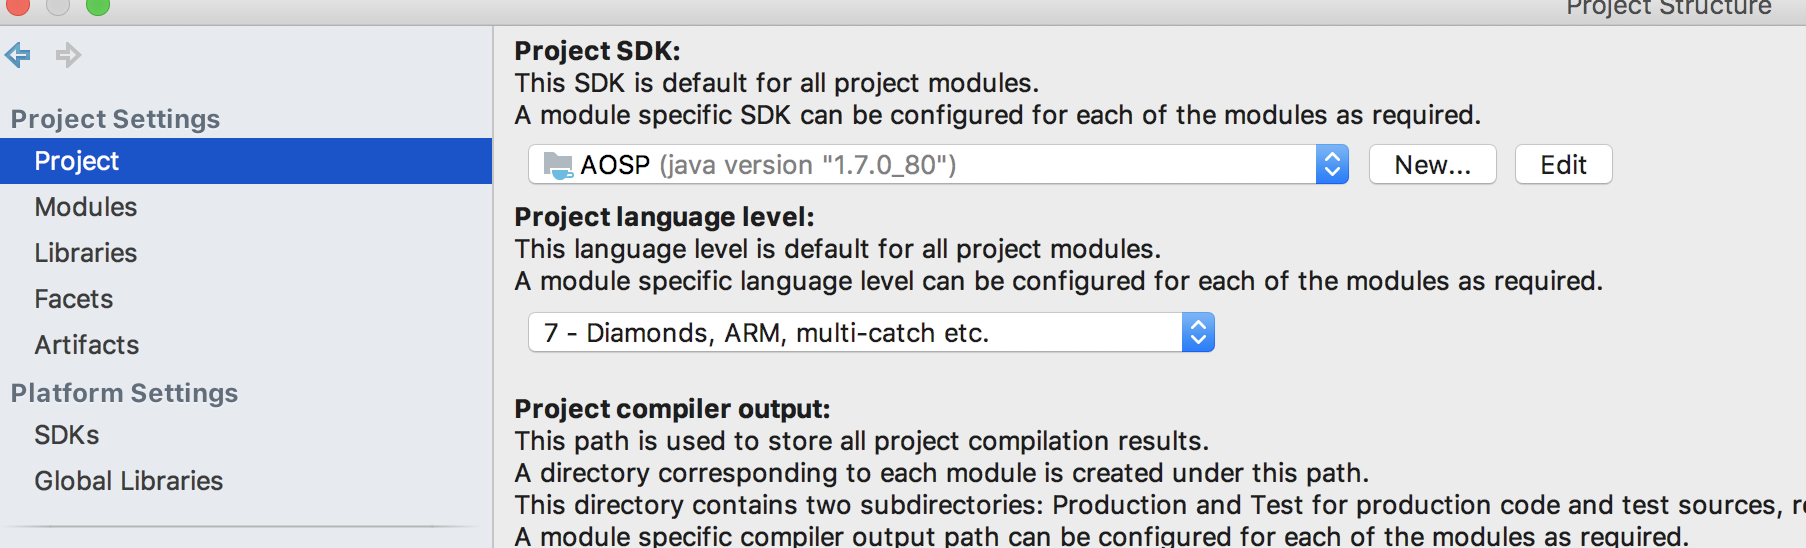 Project Structure
Project Settings
Project
Modules
Libraries
Facets
Artifacts
Platform Settings
SDKs
Global Libraries
Project SDK:
This SDK is default for all project modules.
A module specific SDK can be configured for each of the modules as required.
AOSP (java version "1.7.0_80")
New...
Edit
Project language level:
This language level is default for all project modules.
A module specific language level can be configured for each of the modules as required.
7 - Diamonds, ARM, multi-catch etc.
Project compiler output:
This path is used to store all project compilation results.
A directory corresponding to each module is created under this path.
This directory contains two subdirectories: Production and Test for production code and test sources,
A module specific compiler output path can be configured for each of the modules as required.